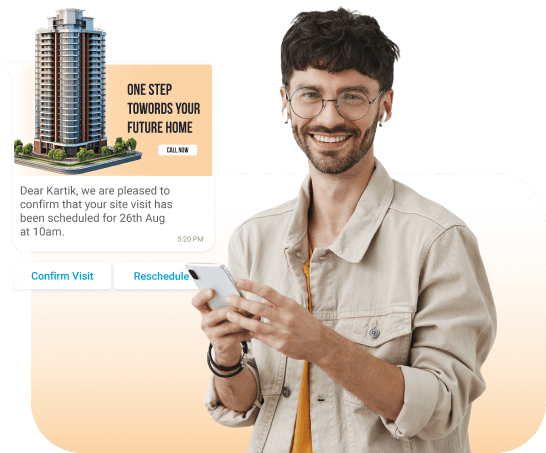 ONE STEP
TOWORDS YOUR
FUTURE HOME
CALL NOW
Dear Kartik, we are pleased to
confirm that your site visit has
been scheduled for 26th Aug
at 10am.
5:20 PM
Confirm Visit
Reschedule